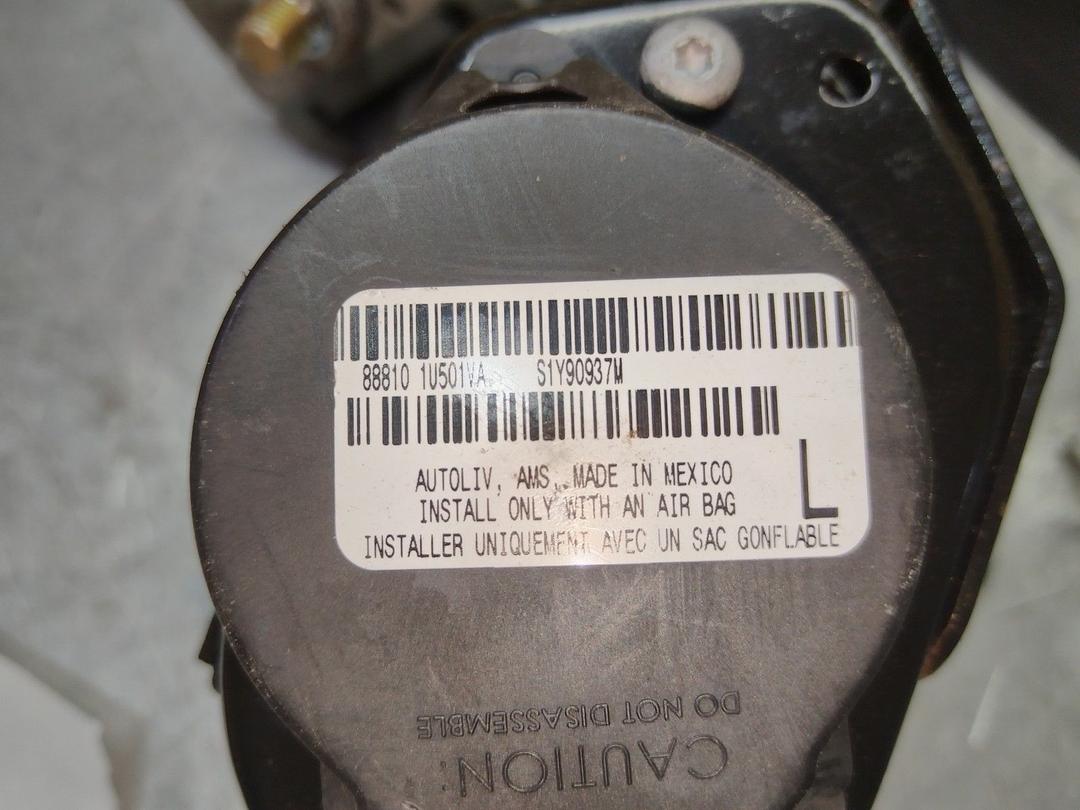 88810 1U501VA S1Y90937M
AUTOLIV, AMS, MADE IN MEXICO
INSTALL ONLY WITH AN AIR BAG
L
INSTALLER UNIQUEMENT AVEC UN SAC GONFLABLE
CAUTION:
DO NOT DISASSEMBLE